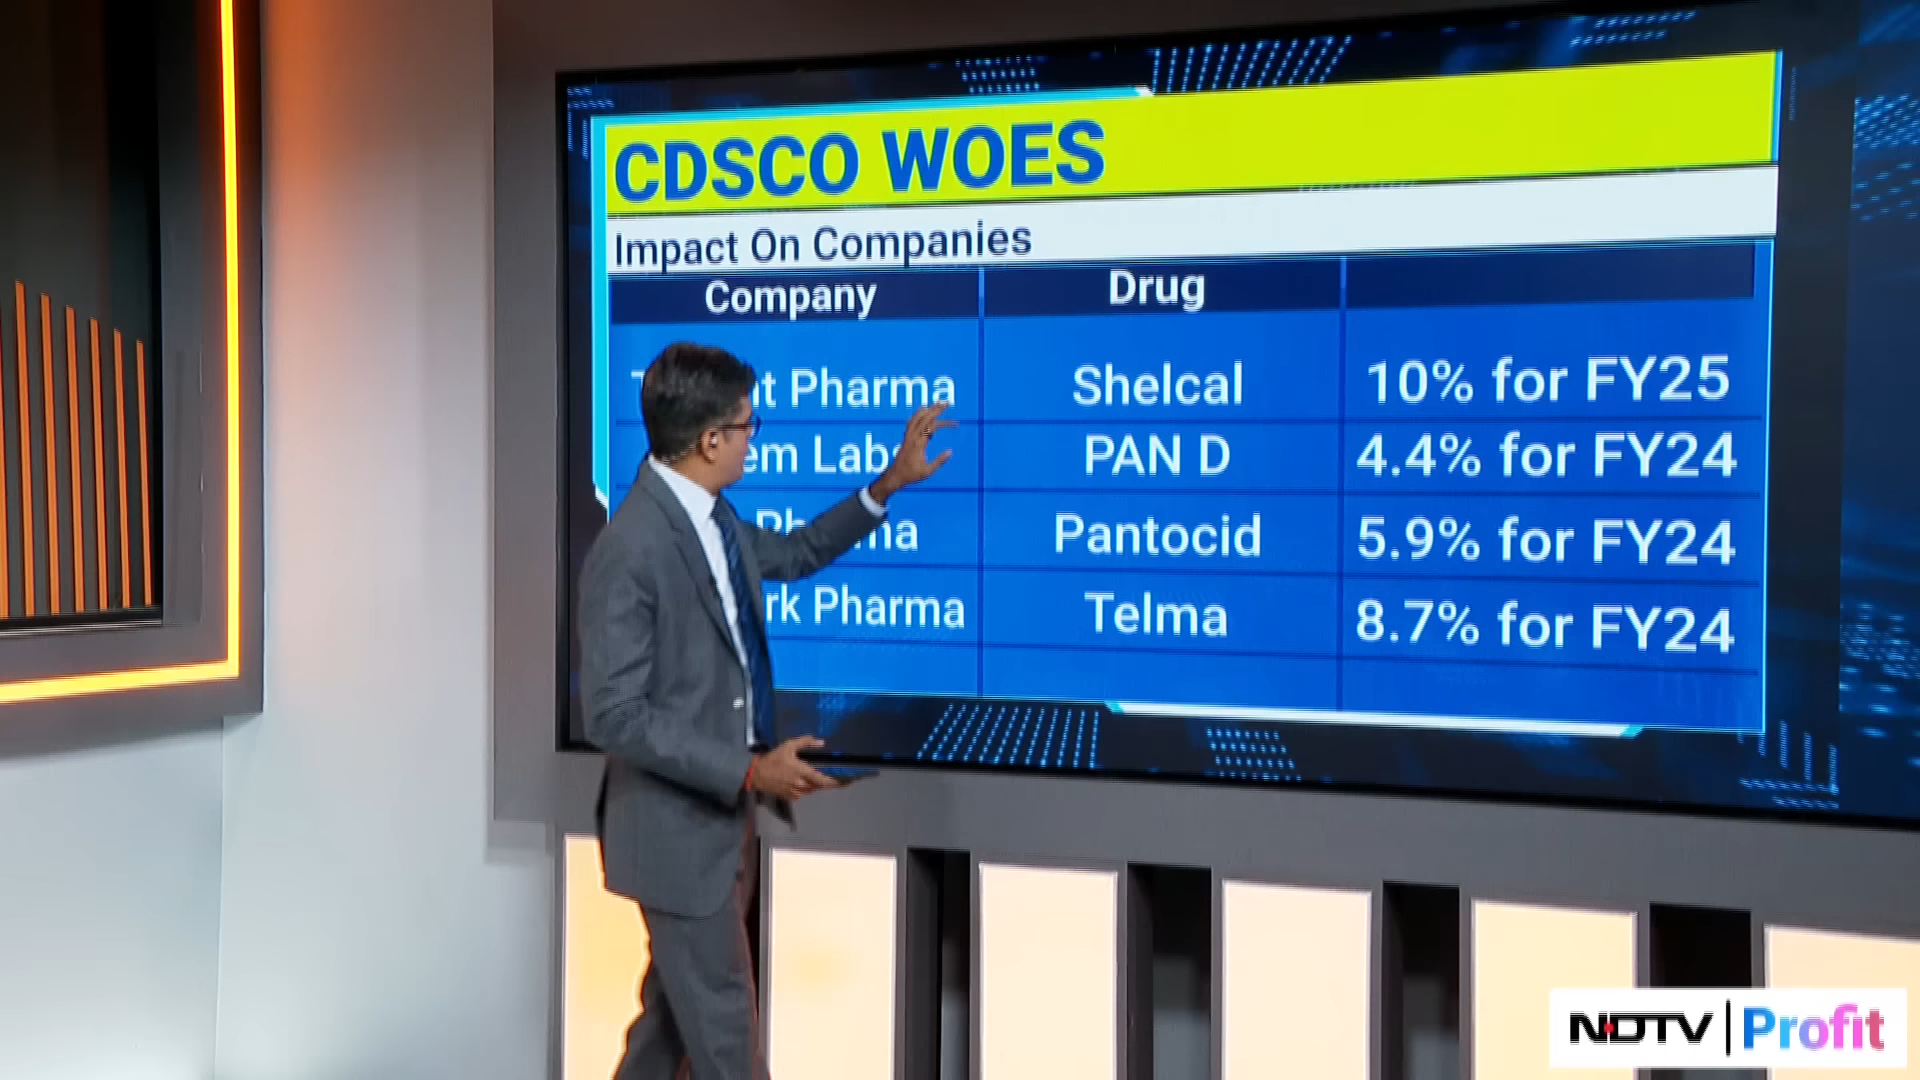 CDSCO WOES
Impact On Companies
Company Drug
Pharma Shelcal 10% for FY25
PAN D 4.4% for FY24
Pantocid 5.9% for FY24
Pharma Telma 8.7% for FY24
NDTV Profit